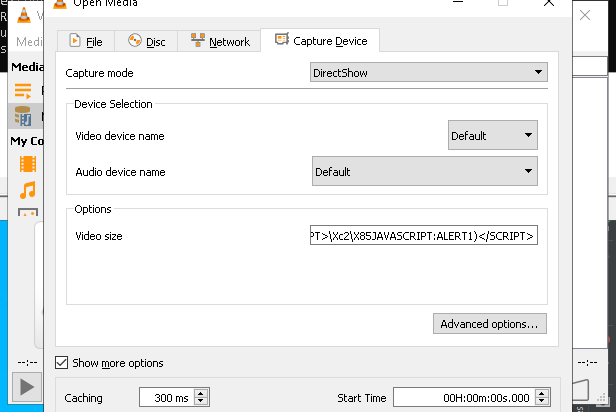 Open Media
Medi
File
Disc
Network
Capture Device
Media
Capture mode
DirectShow
Device Selection
Video device name
Default
My Co
Audio device name
Default
Options
Video size
PT>\Xc2\X85JAVASCRIPT:ALERT1)</SCRIPT>
Advanced options...
--:--
Show more options
--:--
Caching
300 ms
Start Time
00H:00m:00s.000